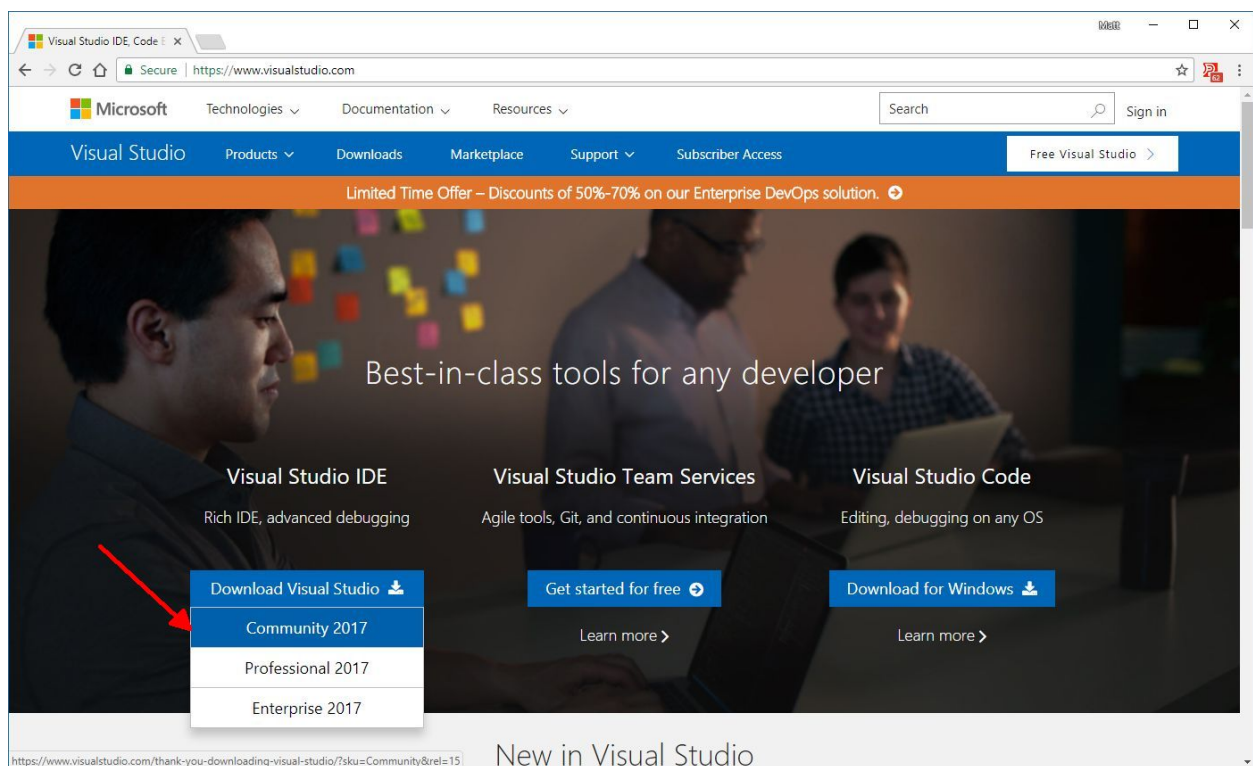 Visual Studio IDE, Code E
Matt
Secure | https://www.visualstudio.com
62
Microsoft Technologies Documentation Resources Search Sign in
Visual Studio Products Downloads Marketplace Support Subscriber Access Free Visual Studio
Limited Time Offer – Discounts of 50%-70% on our Enterprise DevOps solution.
Best-in-class tools for any developer
Visual Studio IDE Visual Studio Team Services Visual Studio Code
Rich IDE, advanced debugging Agile tools, Git, and continuous integration Editing, debugging on any OS
Download Visual Studio Get started for free Download for Windows
Community 2017 Learn more Learn more
Professional 2017
Enterprise 2017
New in Visual Studio
https://www.visualstudio.com/thank-you-downloading-visual-studio/?sku=Community&rel=15